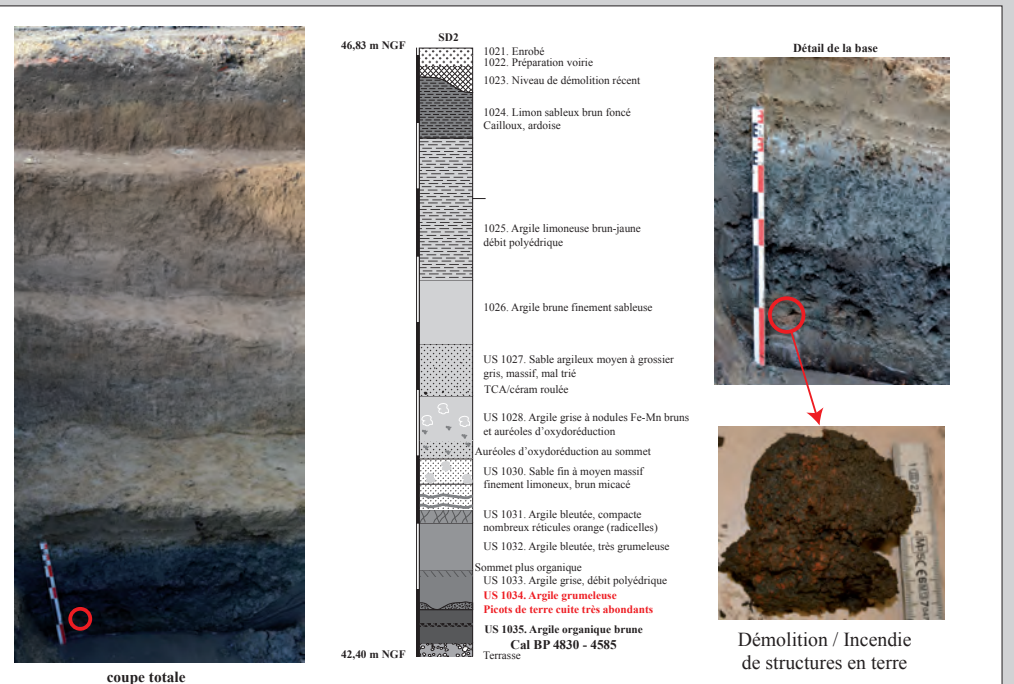 46,83 m NGF
SD2
1021. Enrobé
1022. Préparation voirie
1023. Niveau de démolition récent
1024. Limon sableux brun foncé
Cailloux, ardoise
1025. Argile limoneuse brun-jaune
débit polyédrique
1026. Argile brune finement sableuse
US 1027. Sable argileux moyen à grossier
gris, massif, mal trié
TCA/céram roulée
US 1028. Argile grise à nodules Fe-Mn bruns
et auréoles d'oxydoréduction
Auréoles d'oxydoréduction au sommet
US 1030. Sable fin à moyen massif
finement limoneux, brun micacé
US 1031. Argile bleutée, compacte
nombreux réticules orange (radicelles)
US 1032. Argile bleutée, très grumeleuse
Sommet plus organique
US 1033. Argile grise, débit polyédrique
US 1034. Argile grumeleuse
Picots de terre cuite très abondants
US 1035. Argile organique brune
Cal BP 4830 - 4585
42,40 m NGF
Terrasse
coupe totale
Détail de la base
Démolition / Incendie
de structures en terre